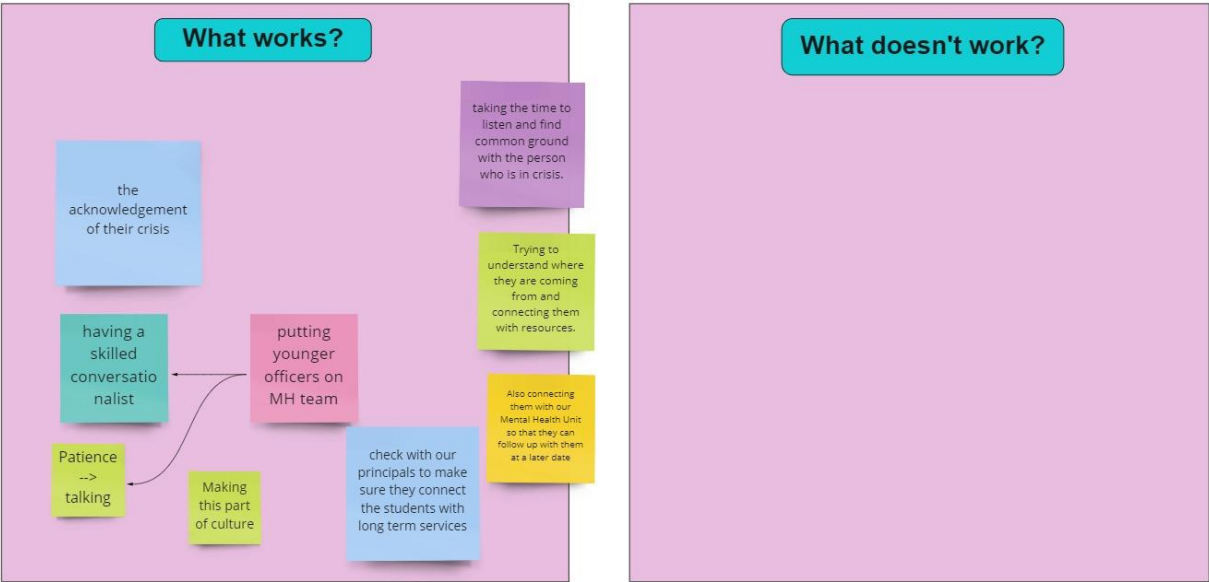 What works?
taking the time to
listen and find
common ground
with the person
who is in crisis.
the
acknowledgement
of their crisis
Trying to
understand where
they are coming
from and
connecting them
with resources.
having a
skilled
conversatio
nalist
putting
younger
officers on
MH team
Also connecting
them with our
Mental Health Unit
so that they can
follow up with them
at a later date
Patience
-->
talking
Making
this part
of culture
check with our
principals to make
sure they connect
the students with
long term services
What doesn't work?